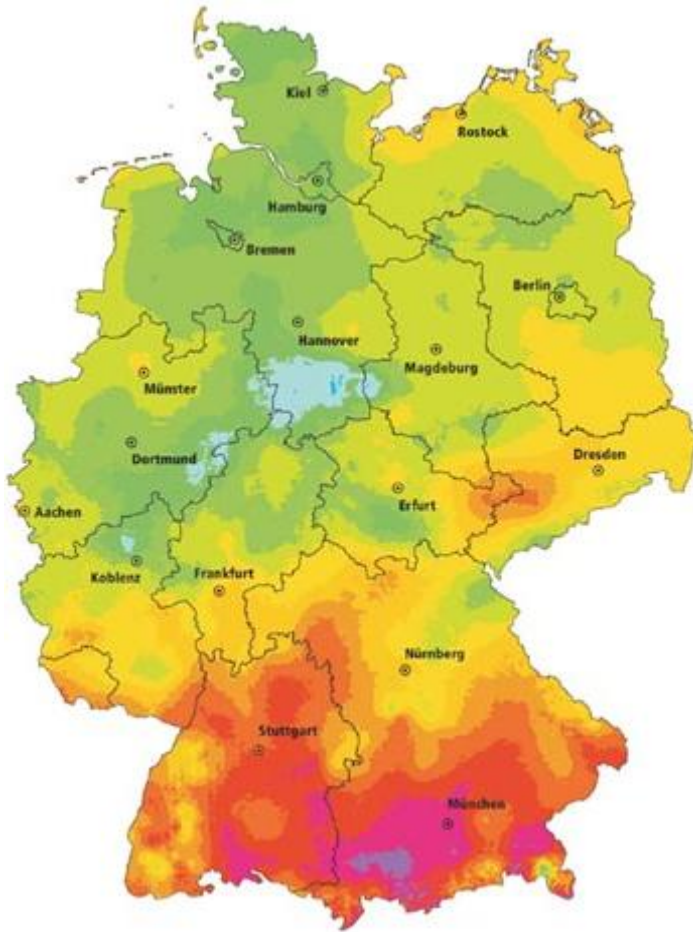 Kiel
Rostock
Hamburg
Bremen
Berlin
Hannover
Magdeburg
Münster
Dortmund
Dresden
Erfurt
Aachen
Koblenz
Frankfurt
Nürnberg
Stuttgart
München